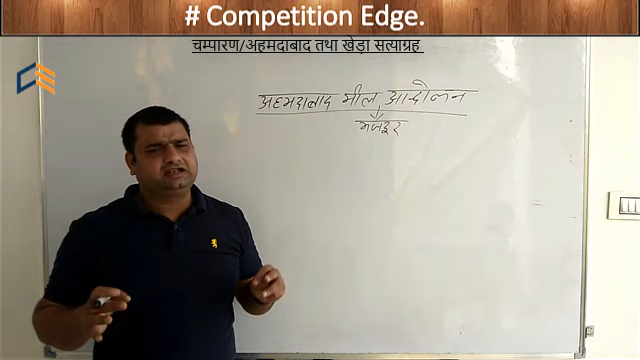 # Competition Edge.
चम्पारण/अहमदाबाद तथा खेड़ा सत्याग्रह
अहमदाबाद मील आन्दोलन
मजदूर